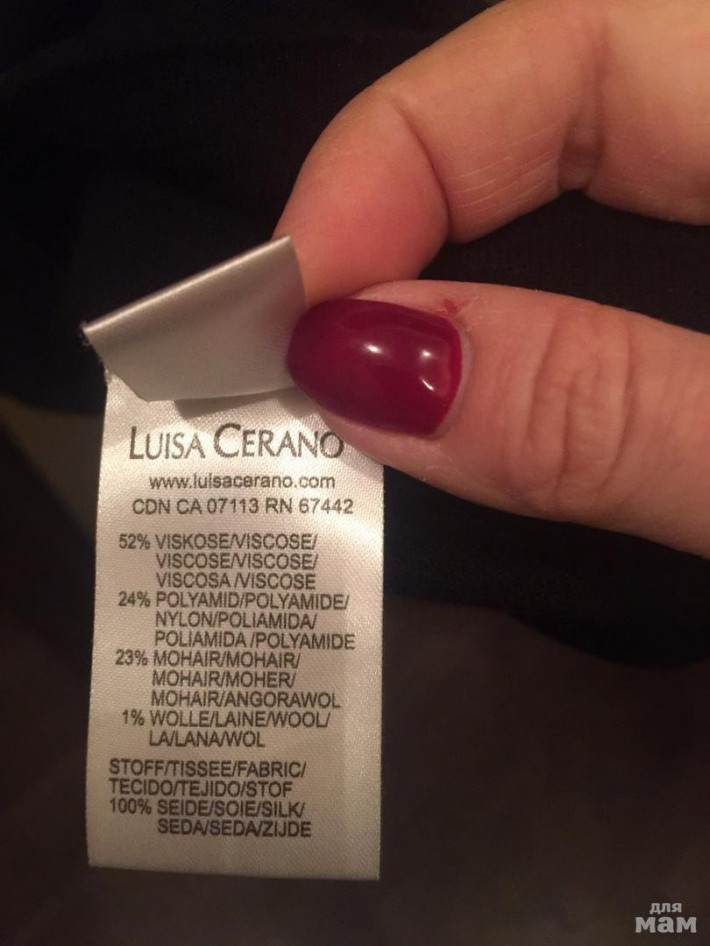 LUISA CERANO
www.luisacerano.com
CDN CA 07113 RN 67442
52% VISKOSE/VISCOSE/
VISCOSE/VISCOSE/
VISCOSA /VISCOSE
24% POLYAMID/POLYAMIDE/
NYLON/POLIAMIDA/
POLIAMIDA /POLYAMIDE
23% MOHAIR/MOHAIR/
MOHAIR/MOHER/
MOHAIR/ANGORAWOL
1% WOLLE/LAINE/WOOL/
LA/LANA/WOL
STOFF/TISSEE/FABRIC/
TECIDO/TEJIDO/STOF
100% SEIDE/SOIE/SILK/
SEDA/SEDA/ZIJDE
для
мам